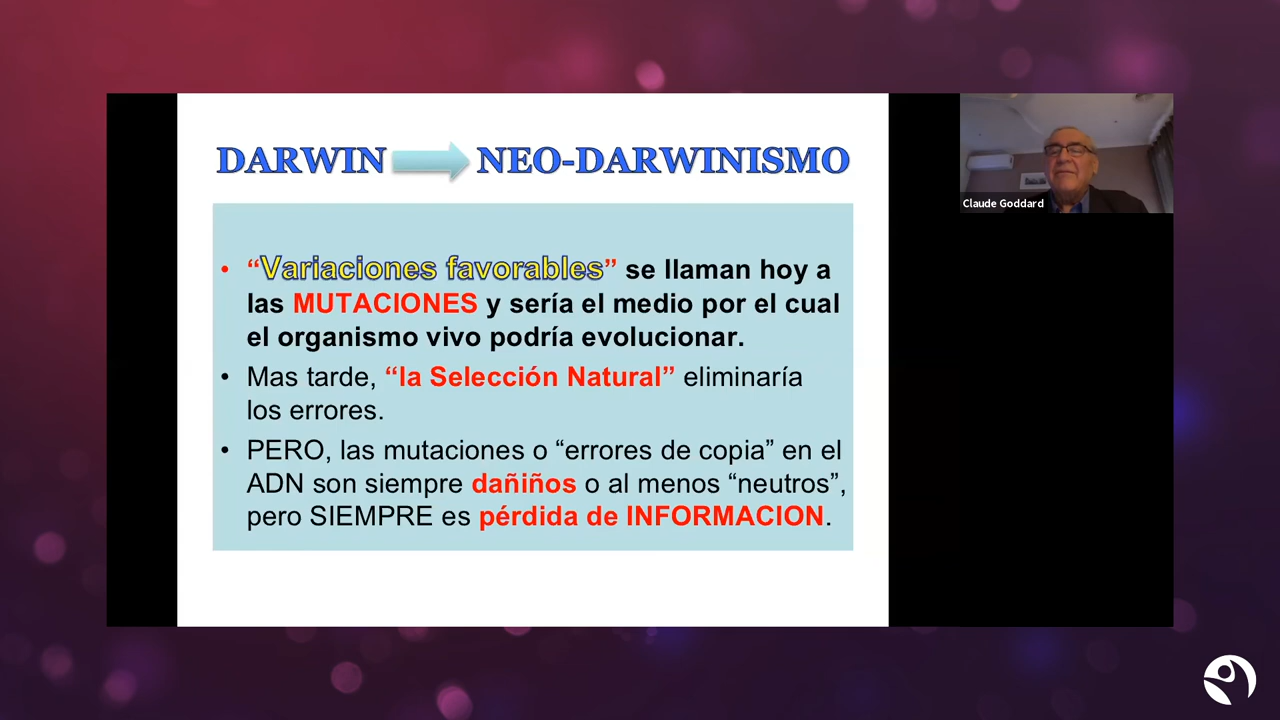 DARWIN NEO-DARWINISMO
Claude Goddard
• “Variaciones favorables” se llaman hoy a
las MUTACIONES y sería el medio por el cual
el organismo vivo podría evolucionar.
• Mas tarde, “la Selección Natural” eliminaría
los errores.
• PERO, las mutaciones o “errores de copia” en el
ADN son siempre dañiños o al menos “neutros”,
pero SIEMPRE es pérdida de INFORMACION.